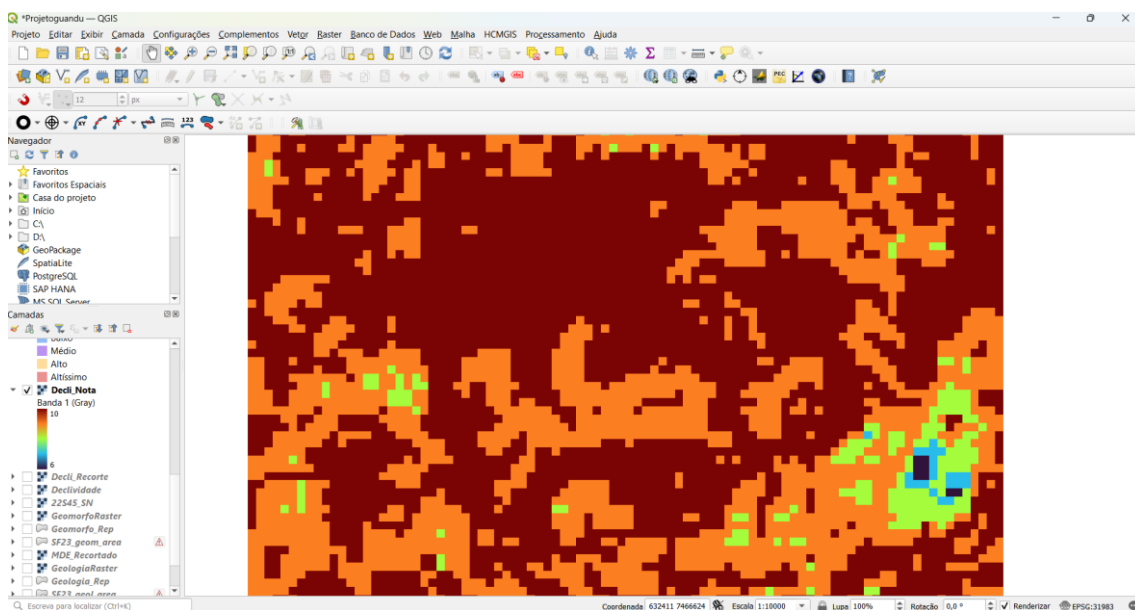 *Projetoguandu — QGIS
Projeto Editar Exibir Camada Configurações Complementos Vetor Raster Banco de Dados Web Malha HCMGIS Processamento Ajuda
12 px
Navegador
Favoritos
Favoritos Espaciais
Casa do projeto
Início
C:\
D:\
GeoPackage
SpatiaLite
PostgreSQL
SAP HANA
MS SQL Server
Camadas
Baixo
Médio
Alto
Altíssimo
Decli_Nota
Banda 1 (Gray)
10
6
Decli_Recorte
Declividade
22S45_SN
GeomorfoRaster
Geomorfo_Rep
SF23_geom_area
MDE_Recortado
GeologiaRaster
Geologia_Rep
SF23_geol_area
Escreva para localizar (Ctrl+K) Coordenada 632411 7466624 Escala 1:10000 Lupa 100% Rotação 0,0 ° Renderizar EPSG:31983